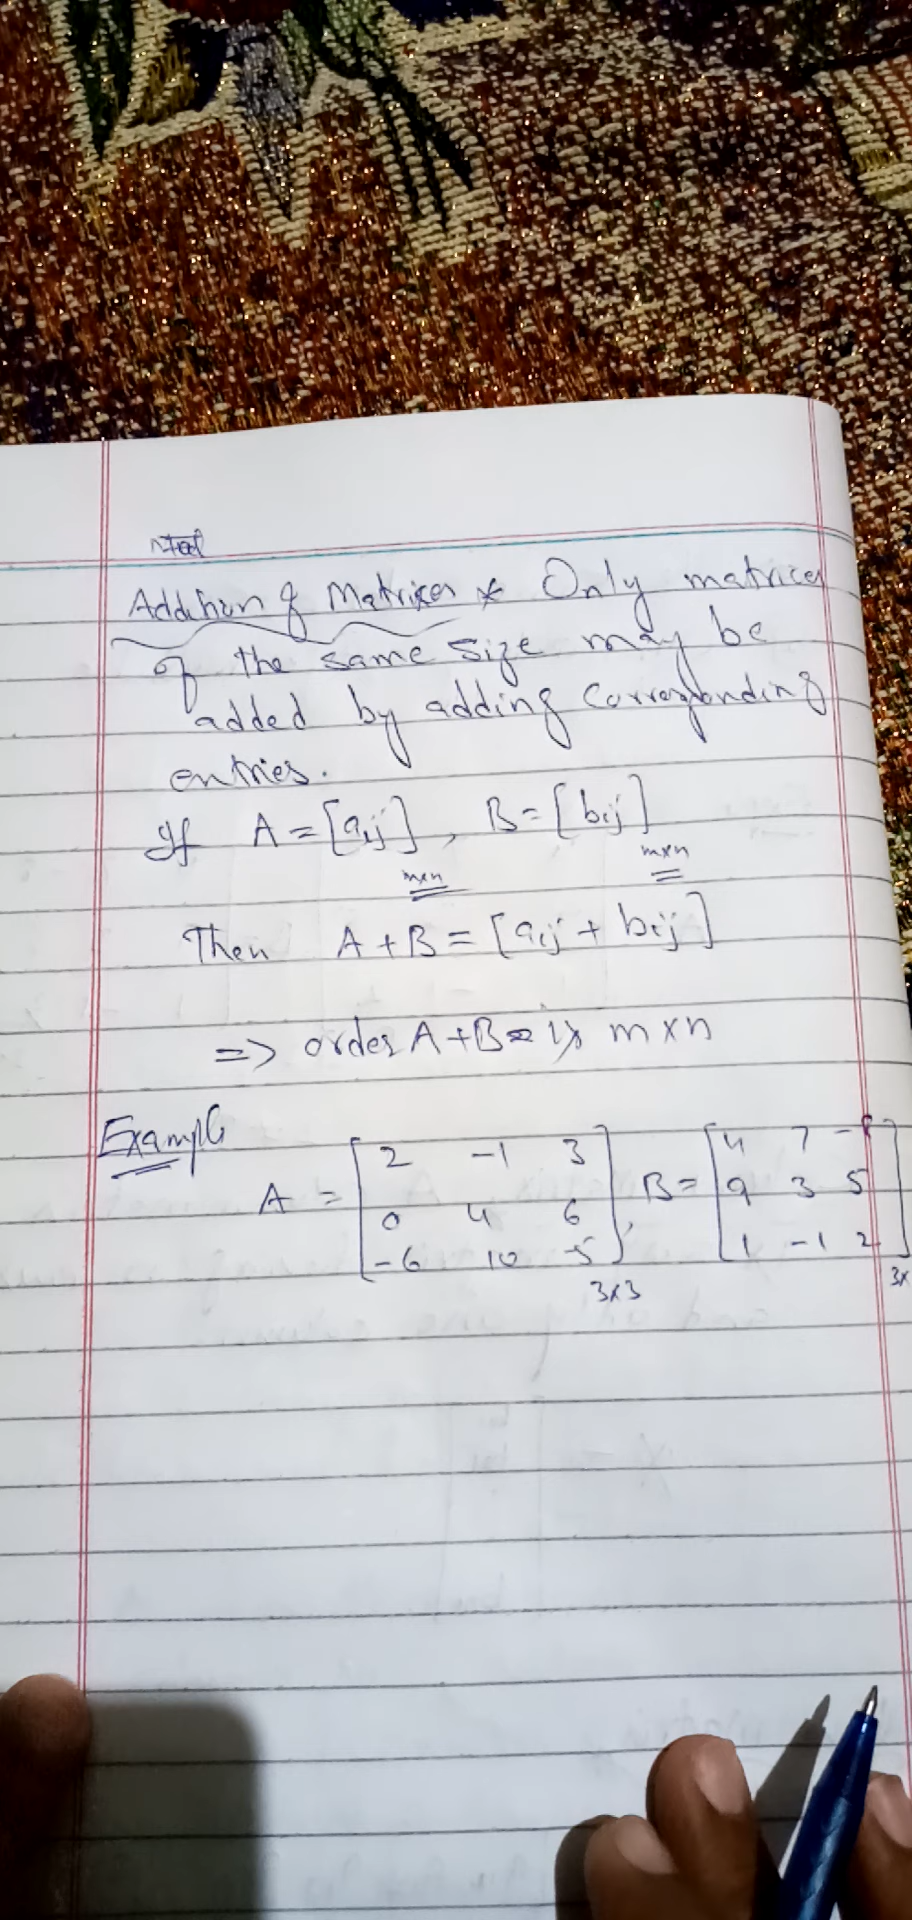 Addition of Matrices * Only matrices
of the same size may be
added by adding corresponding
entries.
If A = [aij] m×n , B = [bij] m×n
Then A + B = [aij + bij]
=> order A + B is m × n
Example
A = [2 -1 3 B = [4 7 -8
0 4 6 9 3 5
-6 10 -5] 3×3 , 1 -1 2] 3×